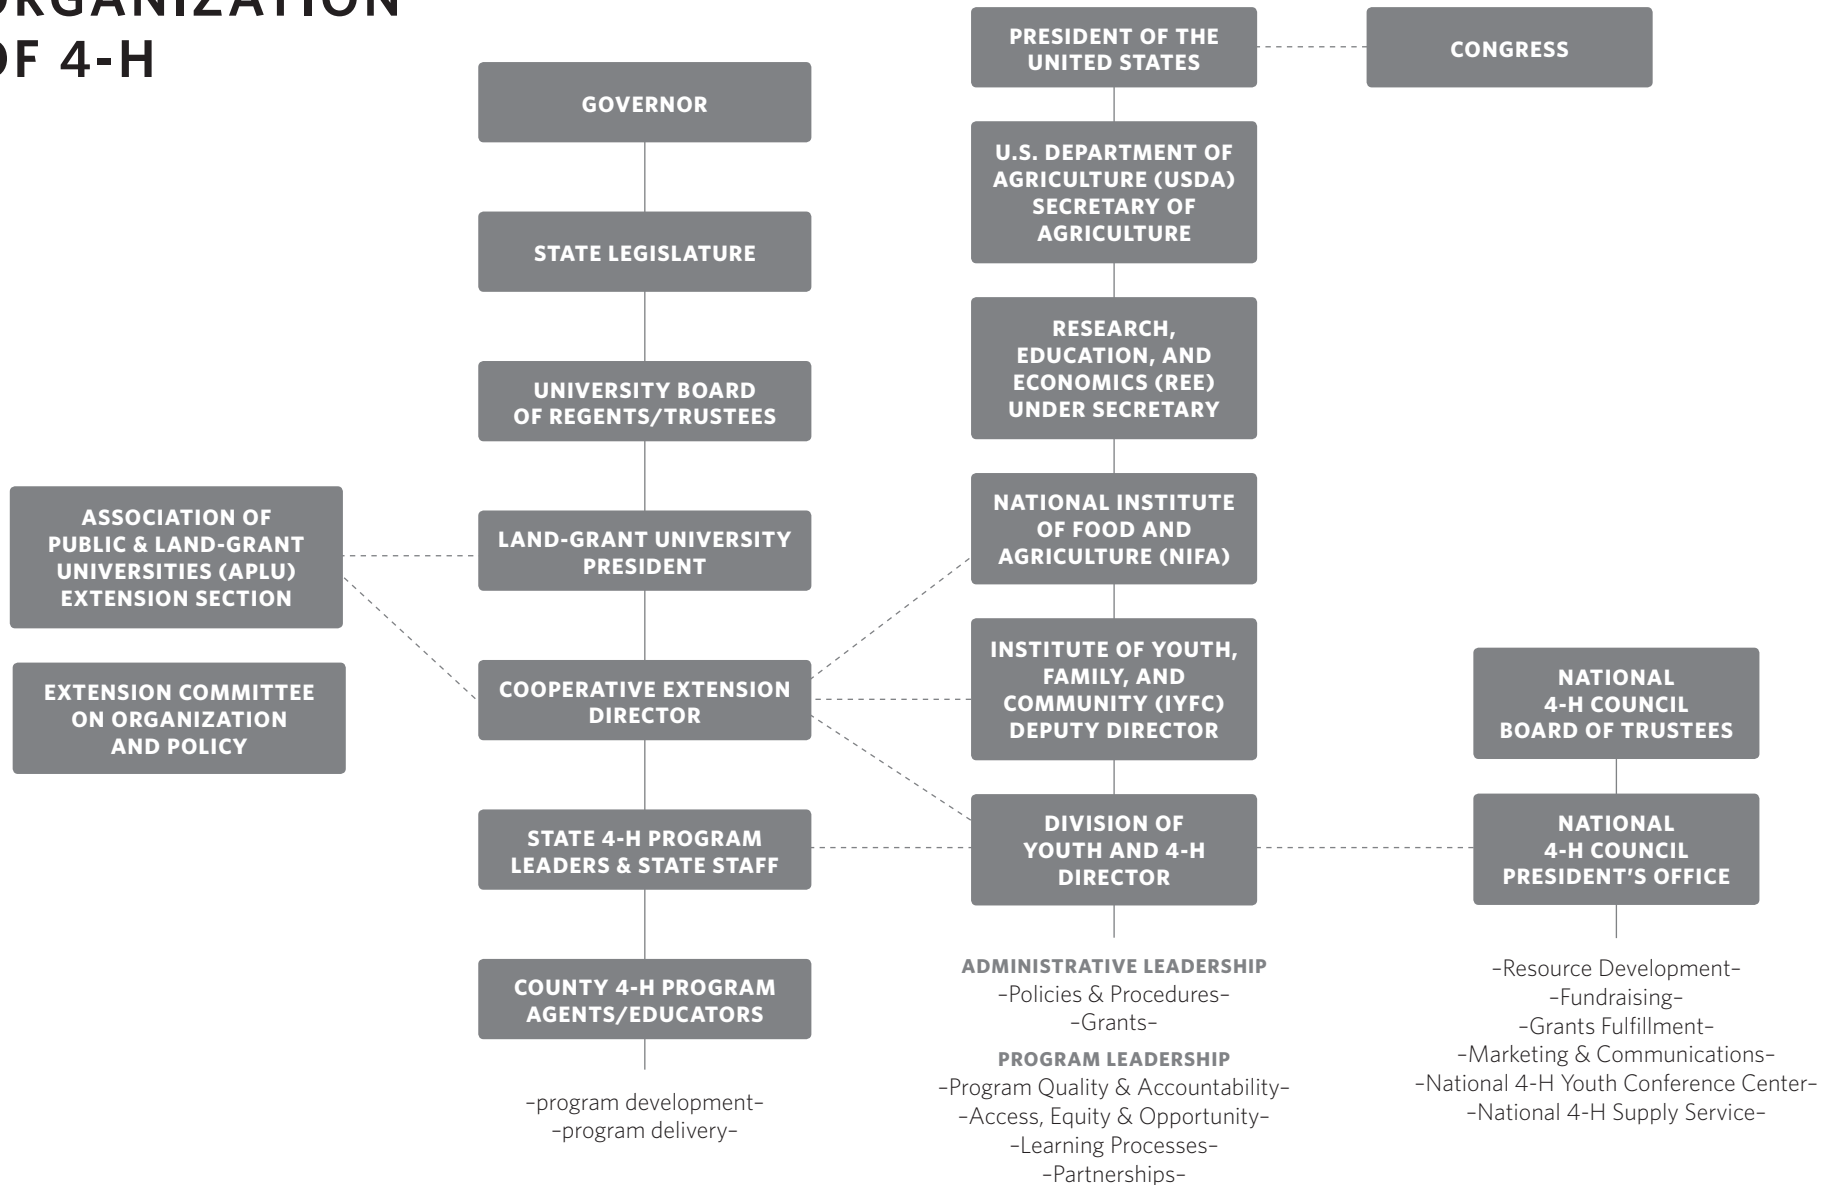 ORGANIZATION
OF 4-H
GOVERNOR
STATE LEGISLATURE
UNIVERSITY BOARD
OF REGENTS/TRUSTEES
ASSOCIATION OF
PUBLIC & LAND-GRANT
UNIVERSITIES (APLU)
EXTENSION SECTION
LAND-GRANT UNIVERSITY
PRESIDENT
EXTENSION COMMITTEE
ON ORGANIZATION
AND POLICY
COOPERATIVE EXTENSION
DIRECTOR
STATE 4-H PROGRAM
LEADERS & STATE STAFF
COUNTY 4-H PROGRAM
AGENTS/EDUCATORS
–program development–
–program delivery–
PRESIDENT OF THE
UNITED STATES
CONGRESS
U.S. DEPARTMENT OF
AGRICULTURE (USDA)
SECRETARY OF
AGRICULTURE
RESEARCH,
EDUCATION, AND
ECONOMICS (REE)
UNDER SECRETARY
NATIONAL INSTITUTE
OF FOOD AND
AGRICULTURE (NIFA)
INSTITUTE OF YOUTH,
FAMILY, AND
COMMUNITY (IYFC)
DEPUTY DIRECTOR
DIVISION OF
YOUTH AND 4-H
DIRECTOR
ADMINISTRATIVE LEADERSHIP
–Policies & Procedures–
–Grants–
PROGRAM LEADERSHIP
–Program Quality & Accountability–
–Access, Equity & Opportunity–
–Learning Processes–
–Partnerships–
NATIONAL
4-H COUNCIL
BOARD OF TRUSTEES
NATIONAL
4-H COUNCIL
PRESIDENT'S OFFICE
–Resource Development–
–Fundraising–
–Grants Fulfillment–
–Marketing & Communications–
–National 4-H Youth Conference Center–
–National 4-H Supply Service–